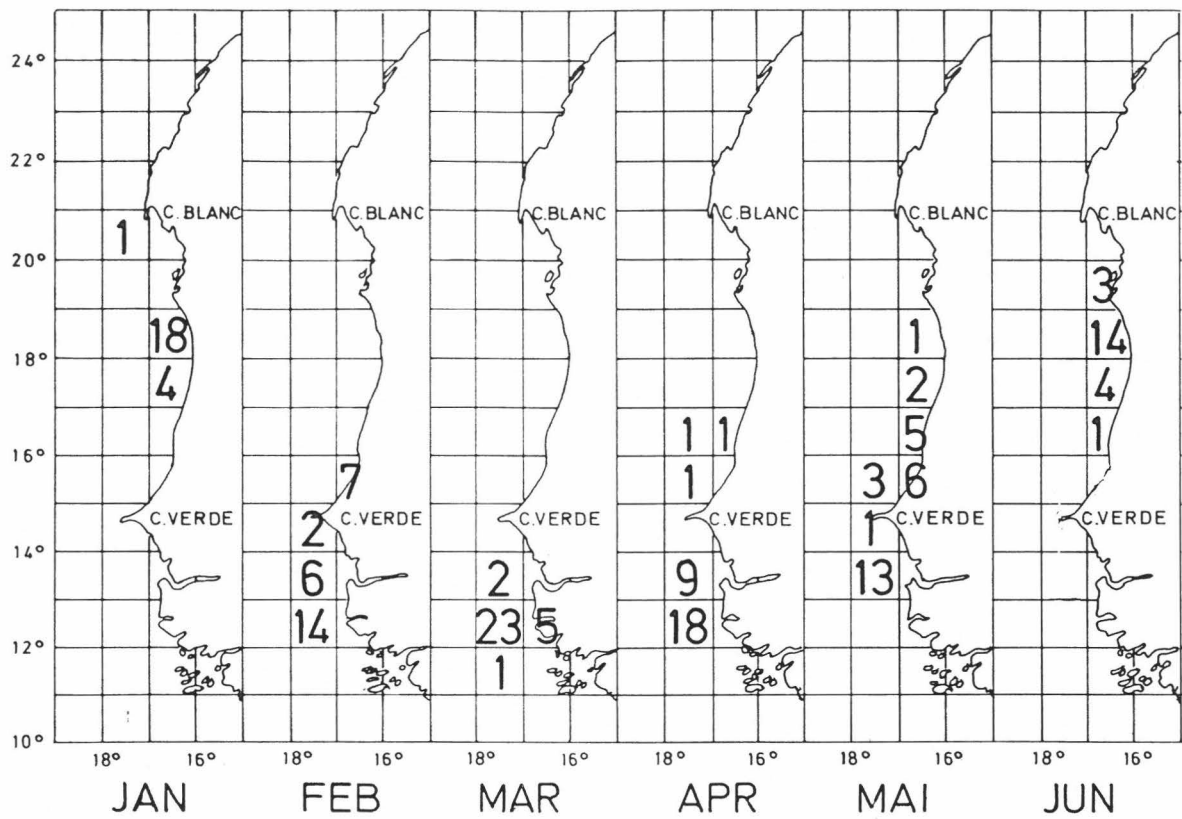 24°
22°
C. BLANC C. BLANC C. BLANC C. BLANC C. BLANC C. BLANC
1
20°
3
18 1 14
18°
4 2 4
1 1 5 1
16°
7 1 3 6
C. VERDE C. VERDE C. VERDE C. VERDE C. VERDE C. VERDE
2 1
14°
6 2 9 13
14 23 5 18
12°
1
10°
18° 16° 18° 16° 18° 16° 18° 16° 18° 16° 18° 16°
JAN FEB MAR APR MAI JUN